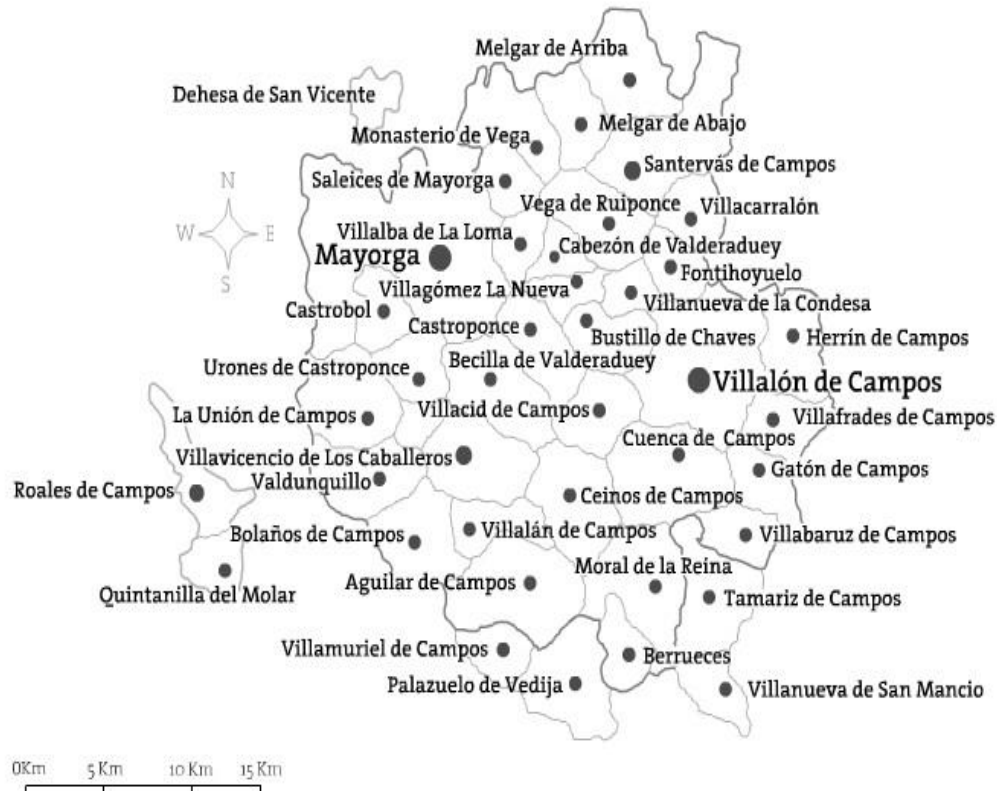 Melgar de Arriba
Dehesa de San Vicente
Melgar de Abajo
Monasterio de Vega
Santervás de Campos
Saleices de Mayorga
N
Vega de Ruiponce
Villacarralón
W
E
Villalba de La Loma
Cabezón de Valderaduey
Mayorga
Fontihoyuelo
S
Villagómez La Nueva
Villanueva de la Condesa
Castrobol
Castroponce
Bustillo de Chaves
Herrín de Campos
Urones de Castroponce
Becilla de Valderaduey
Villalón de Campos
La Unión de Campos
Villacid de Campos
Villafrades de Campos
Cuenca de Campos
Villavicencio de Los Caballeros
Gatón de Campos
Valdunquillo
Roales de Campos
Ceinos de Campos
Bolaños de Campos
Villalán de Campos
Villabaruz de Campos
Moral de la Reina
Aguilar de Campos
Quintanilla del Molar
Tamariz de Campos
Villamuriel de Campos
Berrueces
Palazuelo de Vedija
Villanueva de San Mancio
0Km 5 Km 10 Km 15 Km